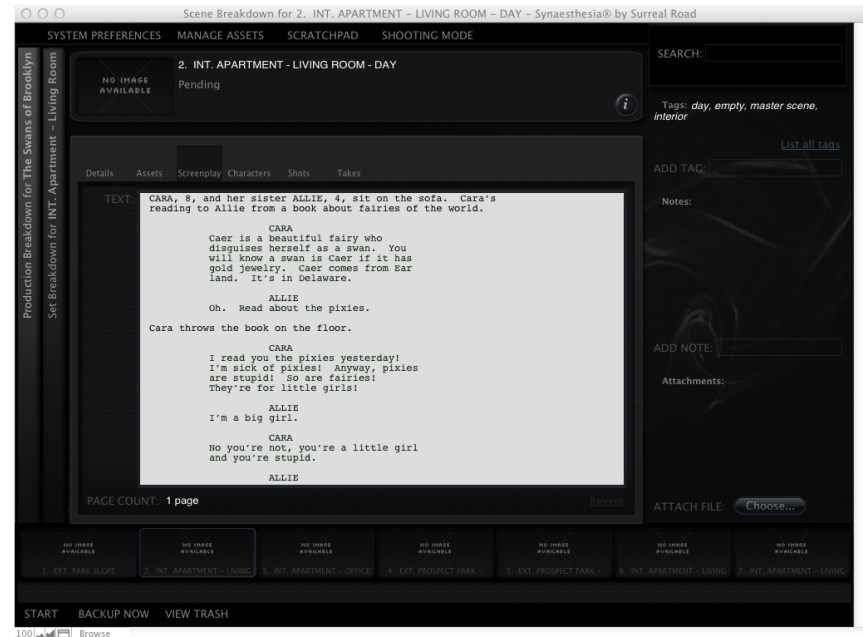 Scene Breakdown for 2. INT. APARTMENT – LIVING ROOM – DAY – Synaesthesia® by Surreal Road
SYSTEM PREFERENCES MANAGE ASSETS SCRATCHPAD SHOOTING MODE
Production Breakdown for The Swans of Brooklyn
Set Breakdown for INT. Apartment – Living Room
NO IMAGE
AVAILABLE
2. INT. APARTMENT - LIVING ROOM - DAY
Pending
i
SEARCH:
Tags: day, empty, master scene,
interior
List all tags
ADD TAG:
Notes:
ADD NOTE:
Attachments:
ATTACH FILE: Choose...
Details Assets Screenplay Characters Shots Takes
TEXT:
CARA, 8, and her sister ALLIE, 4, sit on the sofa. Cara's
reading to Allie from a book about fairies of the world.
CARA
Caer is a beautiful fairy who
disguises herself as a swan. You
will know a swan is Caer if it has
gold jewelry. Caer comes from Ear
land. It's in Delaware.
ALLIE
Oh. Read about the pixies.
Cara throws the book on the floor.
CARA
I read you the pixies yesterday!
I'm sick of pixies! Anyway, pixies
are stupid! So are fairies!
They're for little girls!
ALLIE
I'm a big girl.
CARA
No you're not, you're a little girl
and you're stupid.
ALLIE
PAGE COUNT: 1 page
Revert
NO IMAGE
AVAILABLE
1. EXT. PARK SLOPE
NO IMAGE
AVAILABLE
2. INT. APARTMENT – LIVING
NO IMAGE
AVAILABLE
3. INT. APARTMENT – OFFICE
NO IMAGE
AVAILABLE
4. EXT. PROSPECT PARK –
NO IMAGE
AVAILABLE
5. EXT. PROSPECT PARK –
NO IMAGE
AVAILABLE
6. INT. APARTMENT – LIVING
NO IMAGE
AVAILABLE
7. INT. APARTMENT – LIVING
START BACKUP NOW VIEW TRASH
100 Browse